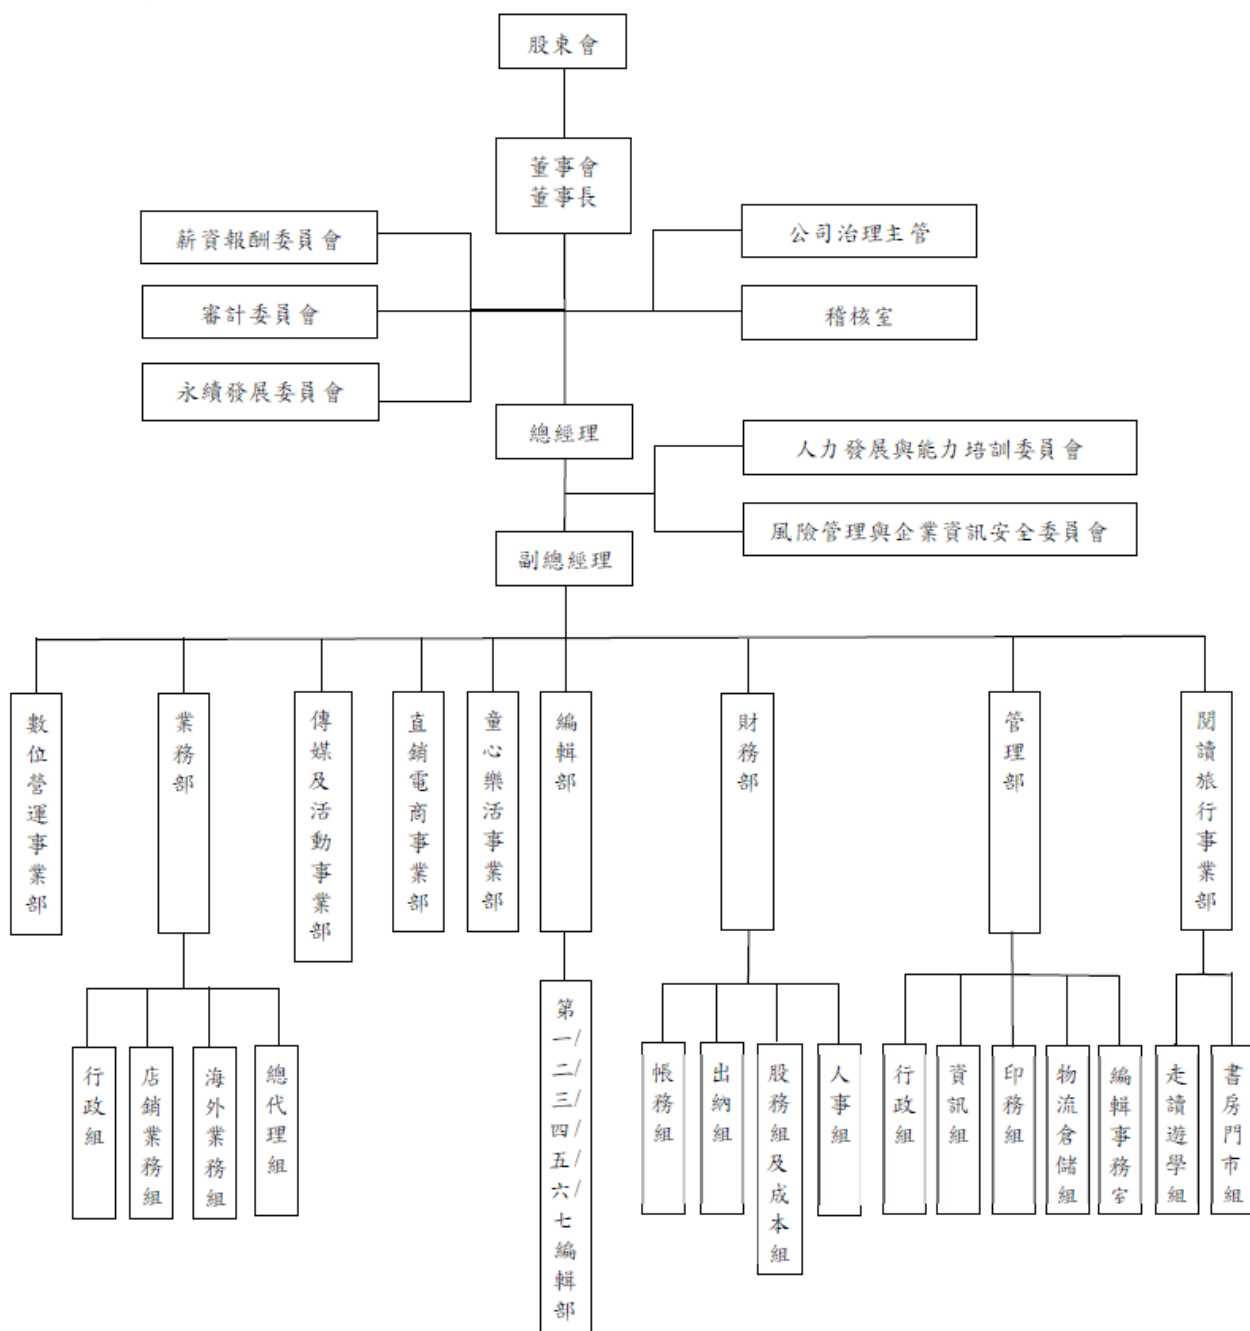 股東會
董事會
董事長
薪資報酬委員會
公司治理主管
審計委員會
稽核室
永續發展委員會
總經理
人力發展與能力培訓委員會
風險管理與企業資訊安全委員會
副總經理
數位營運事業部
業務部
傳媒及活動事業部
直銷電商事業部
童心樂活事業部
編輯部
財務部
管理部
閱讀旅行事業部
行政組
店銷業務組
海外業務組
總代理組
第一/二/三/四/五/六/七編輯部
帳務組
出納組
股務組及成本組
人事組
行政組
資訊組
印務組
物流倉儲組
編輯事務室
走讀遊學組
書房門市組